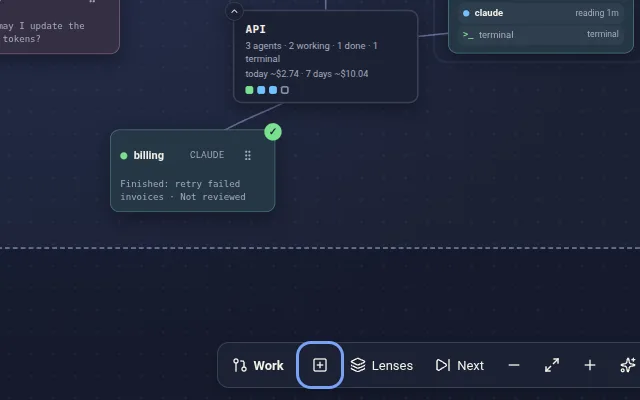 may I update the
tokens?
API
3 agents · 2 working · 1 done · 1
terminal
today ~$2.74 · 7 days ~$10.04
claude reading 1m
>_ terminal terminal
billing CLAUDE
Finished: retry failed
invoices · Not reviewed
Work Lenses Next